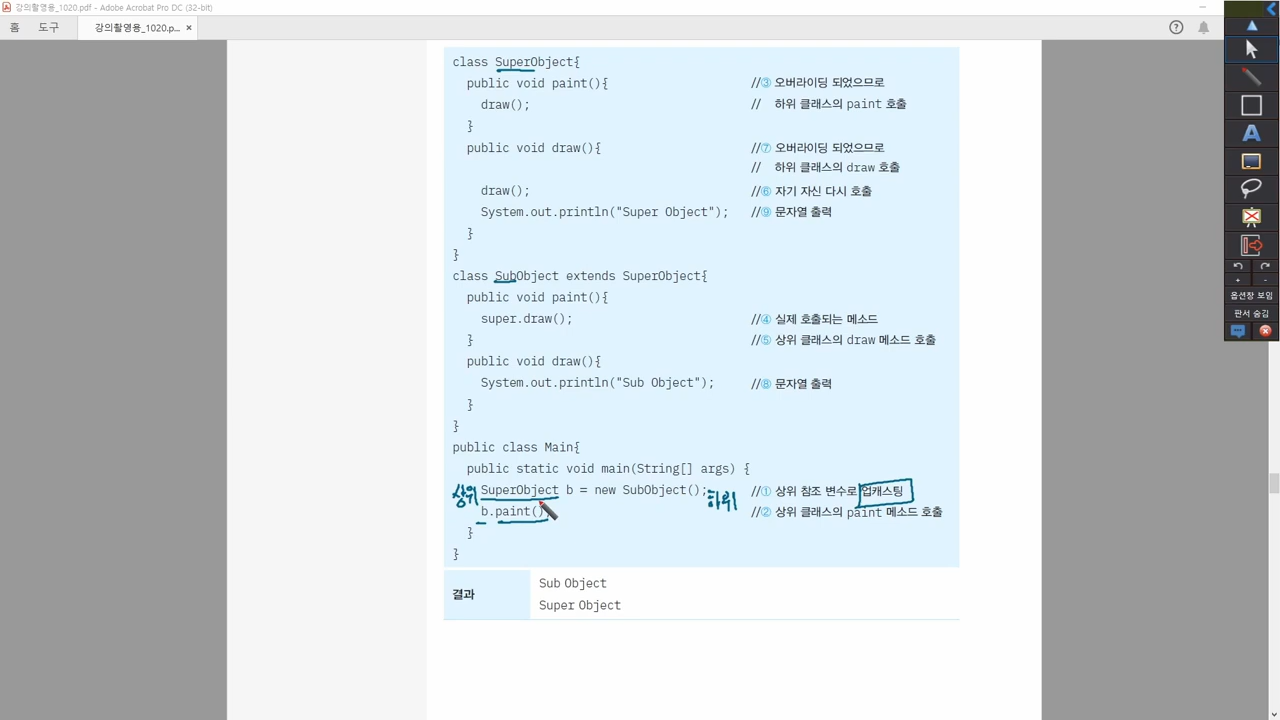 강의촬영용_1020.pdf - Adobe Acrobat Pro DC (32-bit)
홈 도구 강의촬영용_1020.p... ×
class SuperObject{
public void paint(){ //③ 오버라이딩 되었으므로
draw(); // 하위 클래스의 paint 호출
}
public void draw(){ //⑦ 오버라이딩 되었으므로
// 하위 클래스의 draw 호출
draw(); //⑥ 자기 자신 다시 호출
System.out.println("Super Object"); //⑨ 문자열 출력
}
}
class SubObject extends SuperObject{
public void paint(){
super.draw(); //④ 실제 호출되는 메소드
} //⑤ 상위 클래스의 draw 메소드 호출
public void draw(){
System.out.println("Sub Object"); //⑧ 문자열 출력
}
}
public class Main{
public static void main(String[] args) {
상위 SuperObject b = new SubObject(); 하위 //① 상위 참조 변수로 업캐스팅
b.paint(); //② 상위 클래스의 paint 메소드 호출
}
}
결과
Sub Object
Super Object
옵션장 보임
판서 숨김